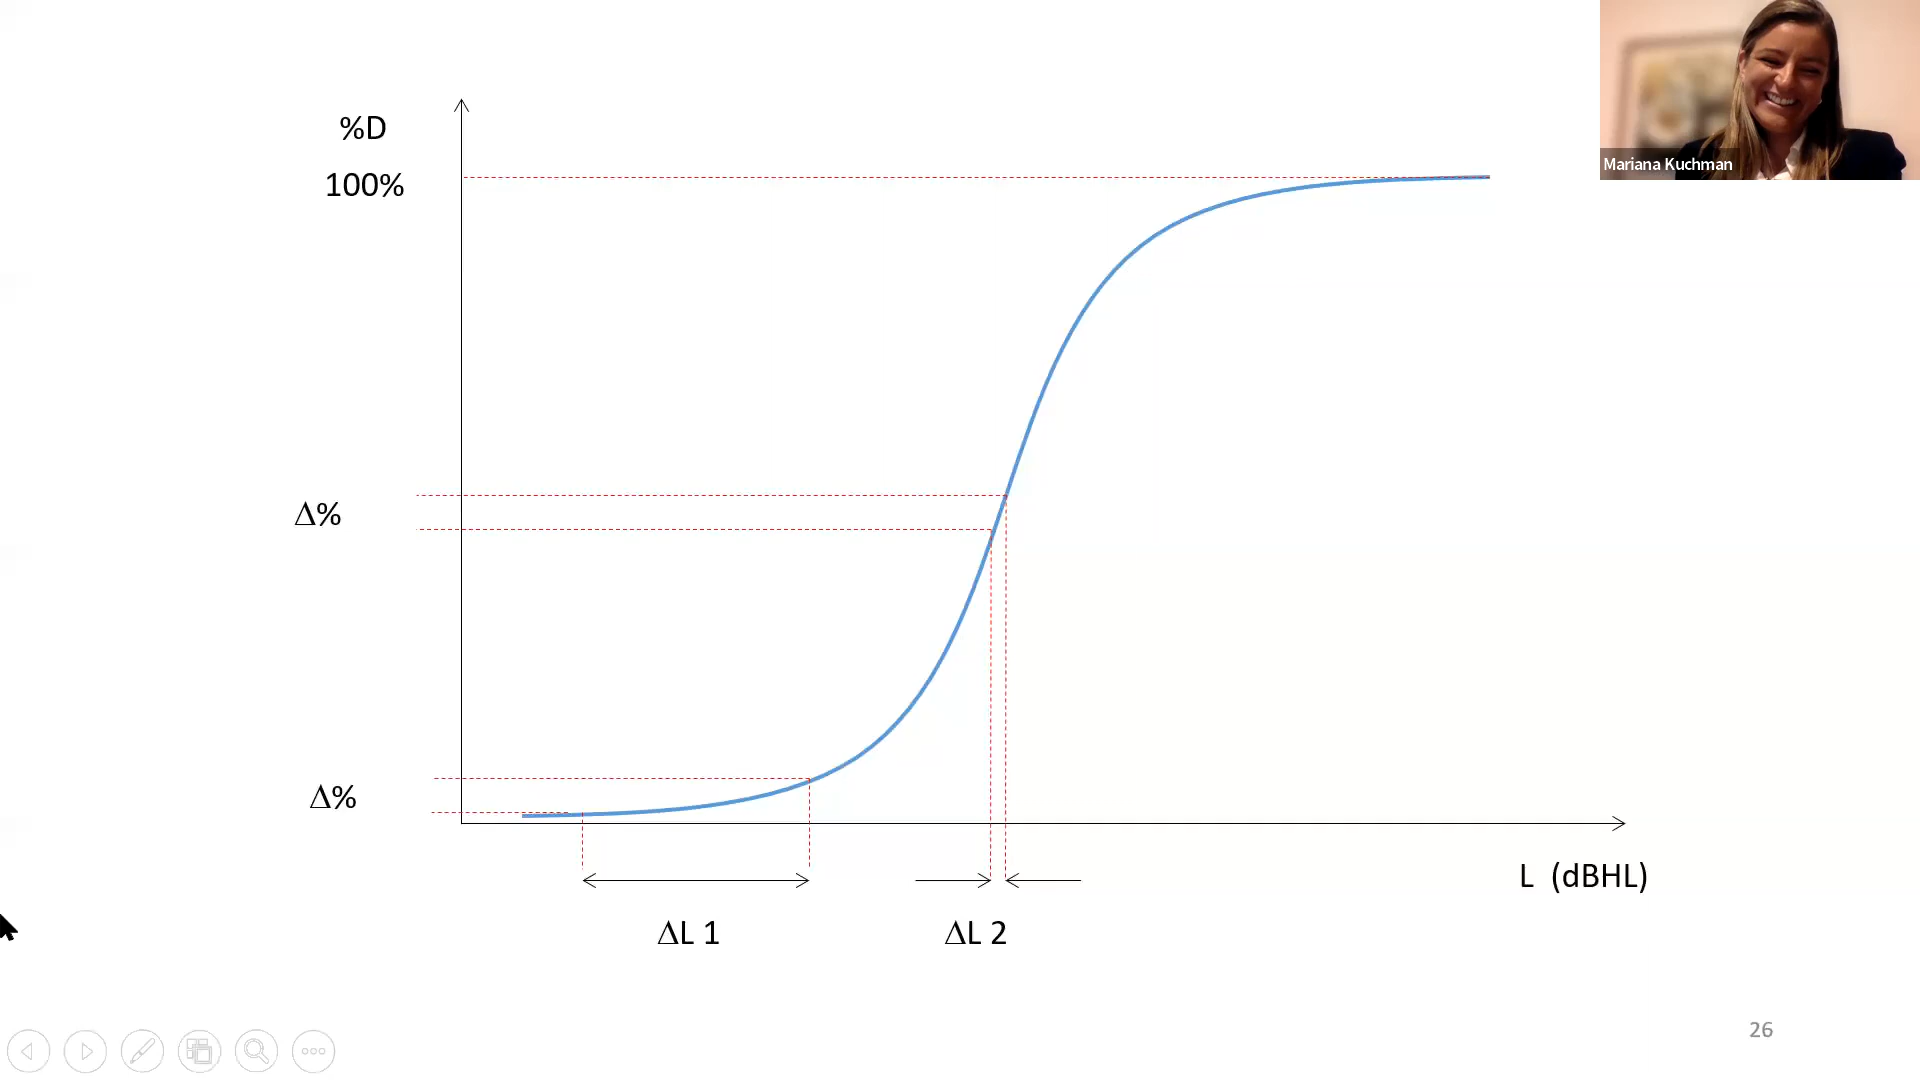 %D
100%
Mariana Kuchman
Δ%
Δ%
L (dBHL)
ΔL 1
ΔL 2
26